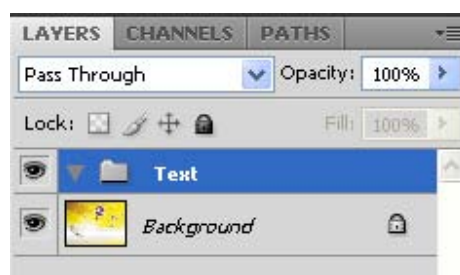 LAYERS CHANNELS PATHS
Pass Through Opacity: 100%
Lock: Fill: 100%
Text
Background